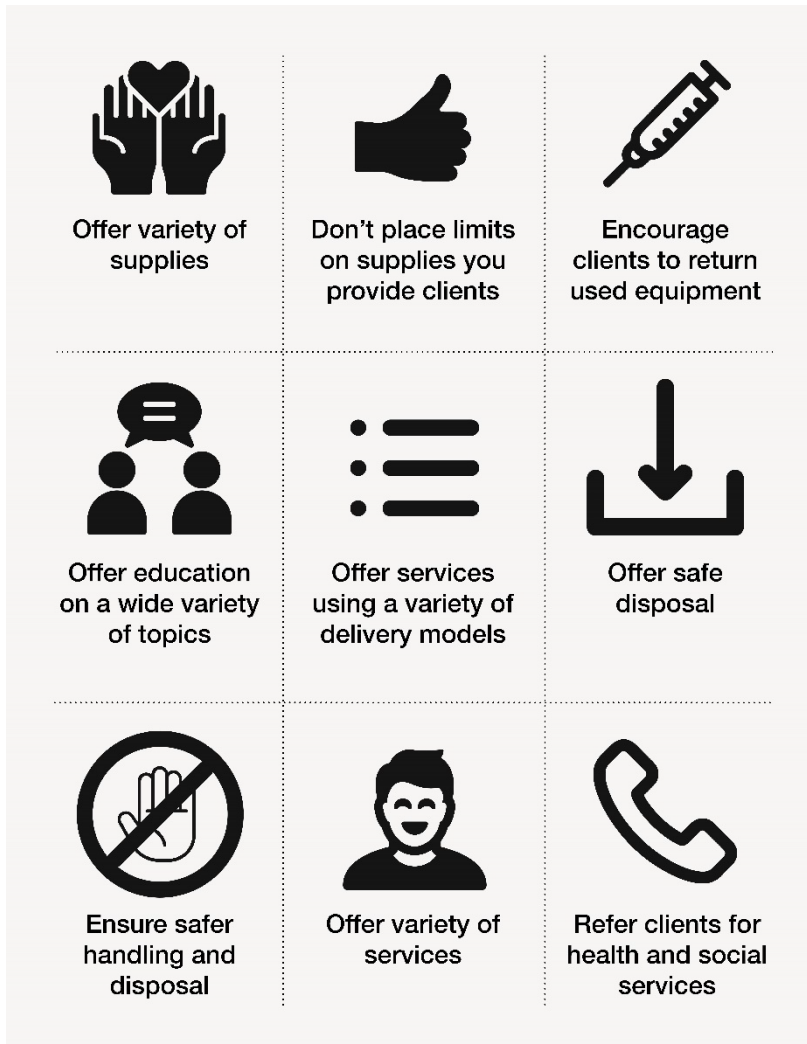 Offer variety of
supplies
Don't place limits
on supplies you
provide clients
Encourage
clients to return
used equipment
Offer education
on a wide variety
of topics
Offer services
using a variety of
delivery models
Offer safe
disposal
Ensure safer
handling and
disposal
Offer variety of
services
Refer clients for
health and social
services